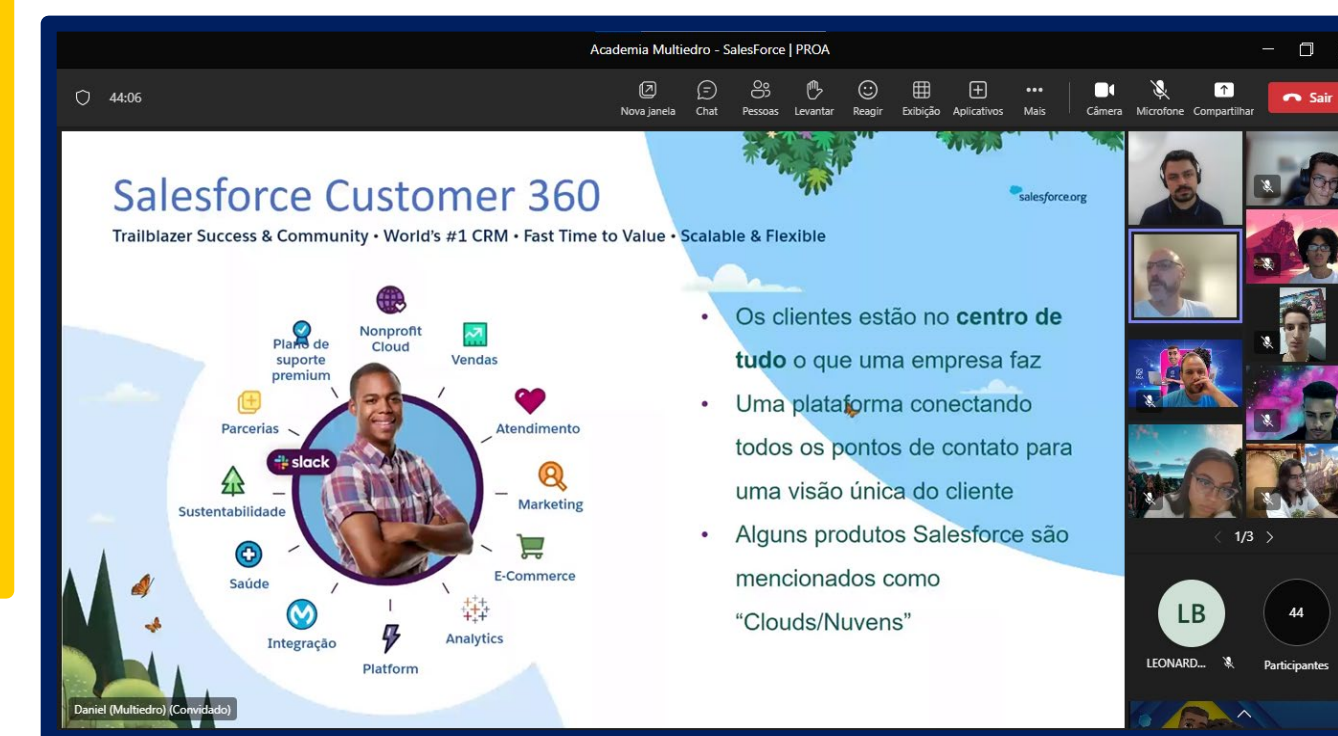 Academia Multiedro - SalesForce | PROA
44:06
Nova janela
Chat
Pessoas
Levantar
Reagir
Exibição
Aplicativos
Mais
Câmera
Microfone
Compartilhar
Sair
Salesforce Customer 360
salesforce.org
Trailblazer Success & Community • World's #1 CRM • Fast Time to Value • Scalable & Flexible
Plano de
suporte
premium
Nonprofit
Cloud
Vendas
Parcerias
Atendimento
slack
Sustentabilidade
Marketing
Saúde
E-Commerce
Integração
Platform
Analytics
• Os clientes estão no centro de
tudo o que uma empresa faz
• Uma plataforma conectando
todos os pontos de contato para
uma visão única do cliente
• Alguns produtos Salesforce são
mencionados como
“Clouds/Nuvens”
Daniel (Multiedro) (Convidado)
1/3
LB
44
LEONARD...
Participantes